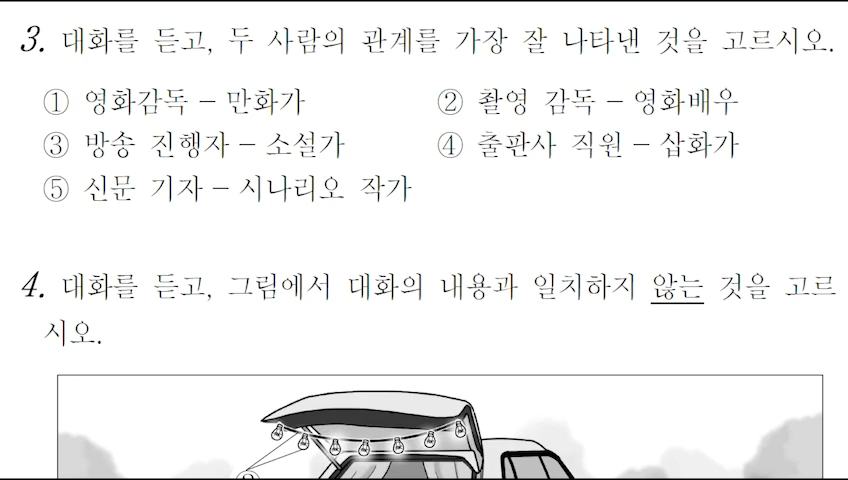 3. 대화를 듣고, 두 사람의 관계를 가장 잘 나타낸 것을 고르시오.
① 영화감독 – 만화가 ② 촬영 감독 – 영화배우
③ 방송 진행자 – 소설가 ④ 출판사 직원 – 삽화가
⑤ 신문 기자 – 시나리오 작가
4. 대화를 듣고, 그림에서 대화의 내용과 일치하지 않는 것을 고르
시오.